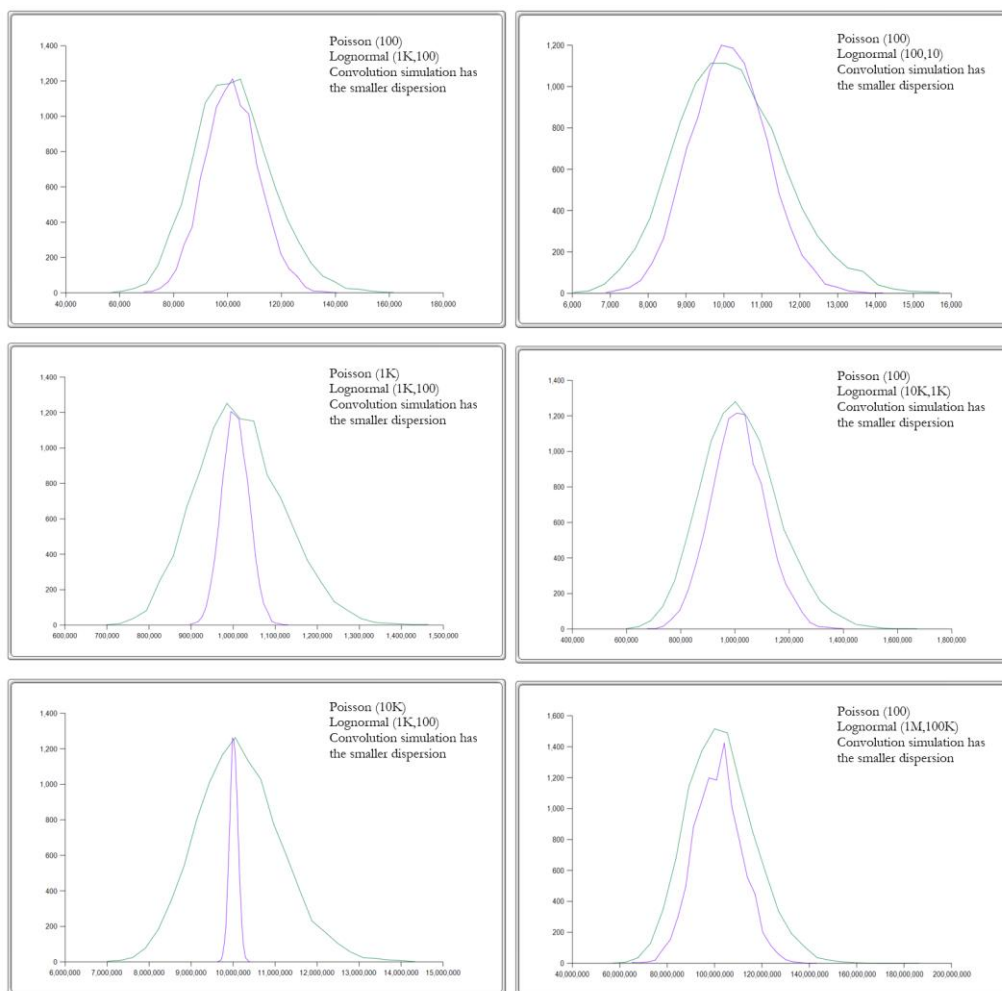 Poisson (100)
Lognormal (1K,100)
Convolution simulation has
the smaller dispersion
1,400
1,200
1,000
800
600
400
200
0
40,000 60,000 80,000 100,000 120,000 140,000 160,000 180,000
Poisson (100)
Lognormal (100,10)
Convolution simulation has
the smaller dispersion
1,200
1,000
800
600
400
200
0
6,000 7,000 8,000 9,000 10,000 11,000 12,000 13,000 14,000 15,000 16,000
Poisson (1K)
Lognormal (1K,100)
Convolution simulation has
the smaller dispersion
1,400
1,200
1,000
800
600
400
200
0
600,000 700,000 800,000 900,000 1,000,000 1,100,000 1,200,000 1,300,000 1,400,000 1,500,000
Poisson (100)
Lognormal (10K,1K)
Convolution simulation has
the smaller dispersion
1,400
1,200
1,000
800
600
400
200
0
400,000 600,000 800,000 1,000,000 1,200,000 1,400,000 1,600,000 1,800,000
Poisson (10K)
Lognormal (1K,100)
Convolution simulation has
the smaller dispersion
1,400
1,200
1,000
800
600
400
200
0
6,000,000 7,000,000 8,000,000 9,000,000 10,000,000 11,000,000 12,000,000 13,000,000 14,000,000 15,000,000
Poisson (100)
Lognormal (1M,100K)
Convolution simulation has
the smaller dispersion
1,600
1,400
1,200
1,000
800
600
400
200
0
40,000,000 60,000,000 80,000,000 100,000,000 120,000,000 140,000,000 160,000,000 180,000,000 200,000,000